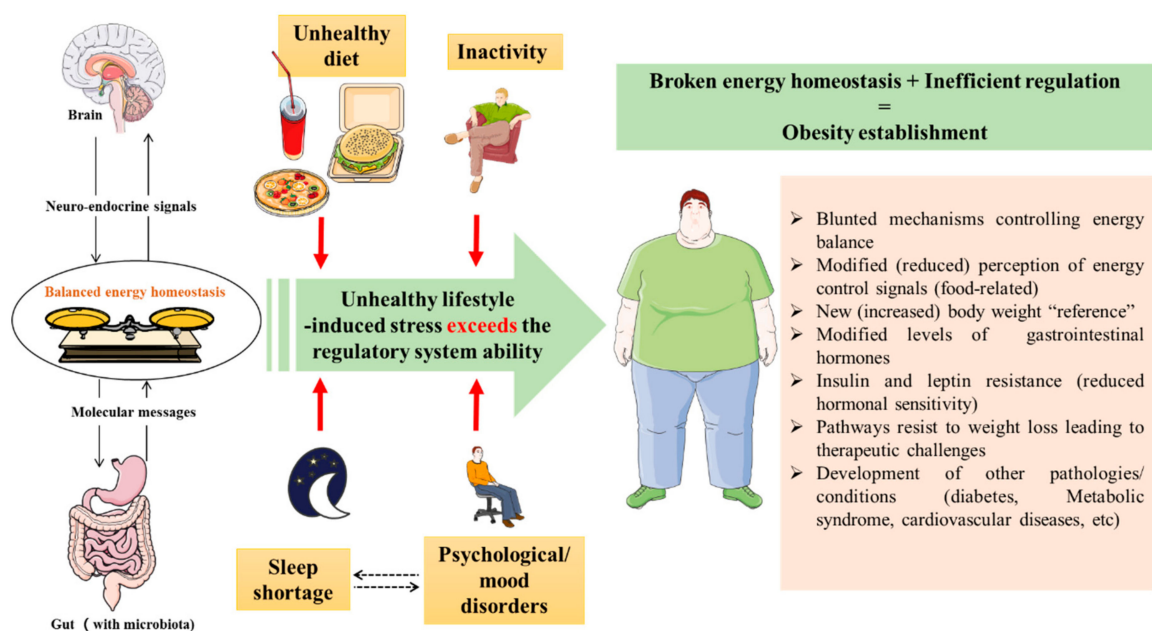 Brain
Neuro-endocrine signals
Balanced energy homeostasis
Molecular messages
Gut ( with microbiota)
Unhealthy
diet
Inactivity
Unhealthy lifestyle
-induced stress exceeds the
regulatory system ability
Sleep
shortage
Psychological/
mood
disorders
Broken energy homeostasis + Inefficient regulation
=
Obesity establishment
➢ Blunted mechanisms controlling energy
balance
➢ Modified (reduced) perception of energy
control signals (food-related)
➢ New (increased) body weight “reference”
➢ Modified levels of gastrointestinal
hormones
➢ Insulin and leptin resistance (reduced
hormonal sensitivity)
➢ Pathways resist to weight loss leading to
therapeutic challenges
➢ Development of other pathologies/
conditions (diabetes, Metabolic
syndrome, cardiovascular diseases, etc)